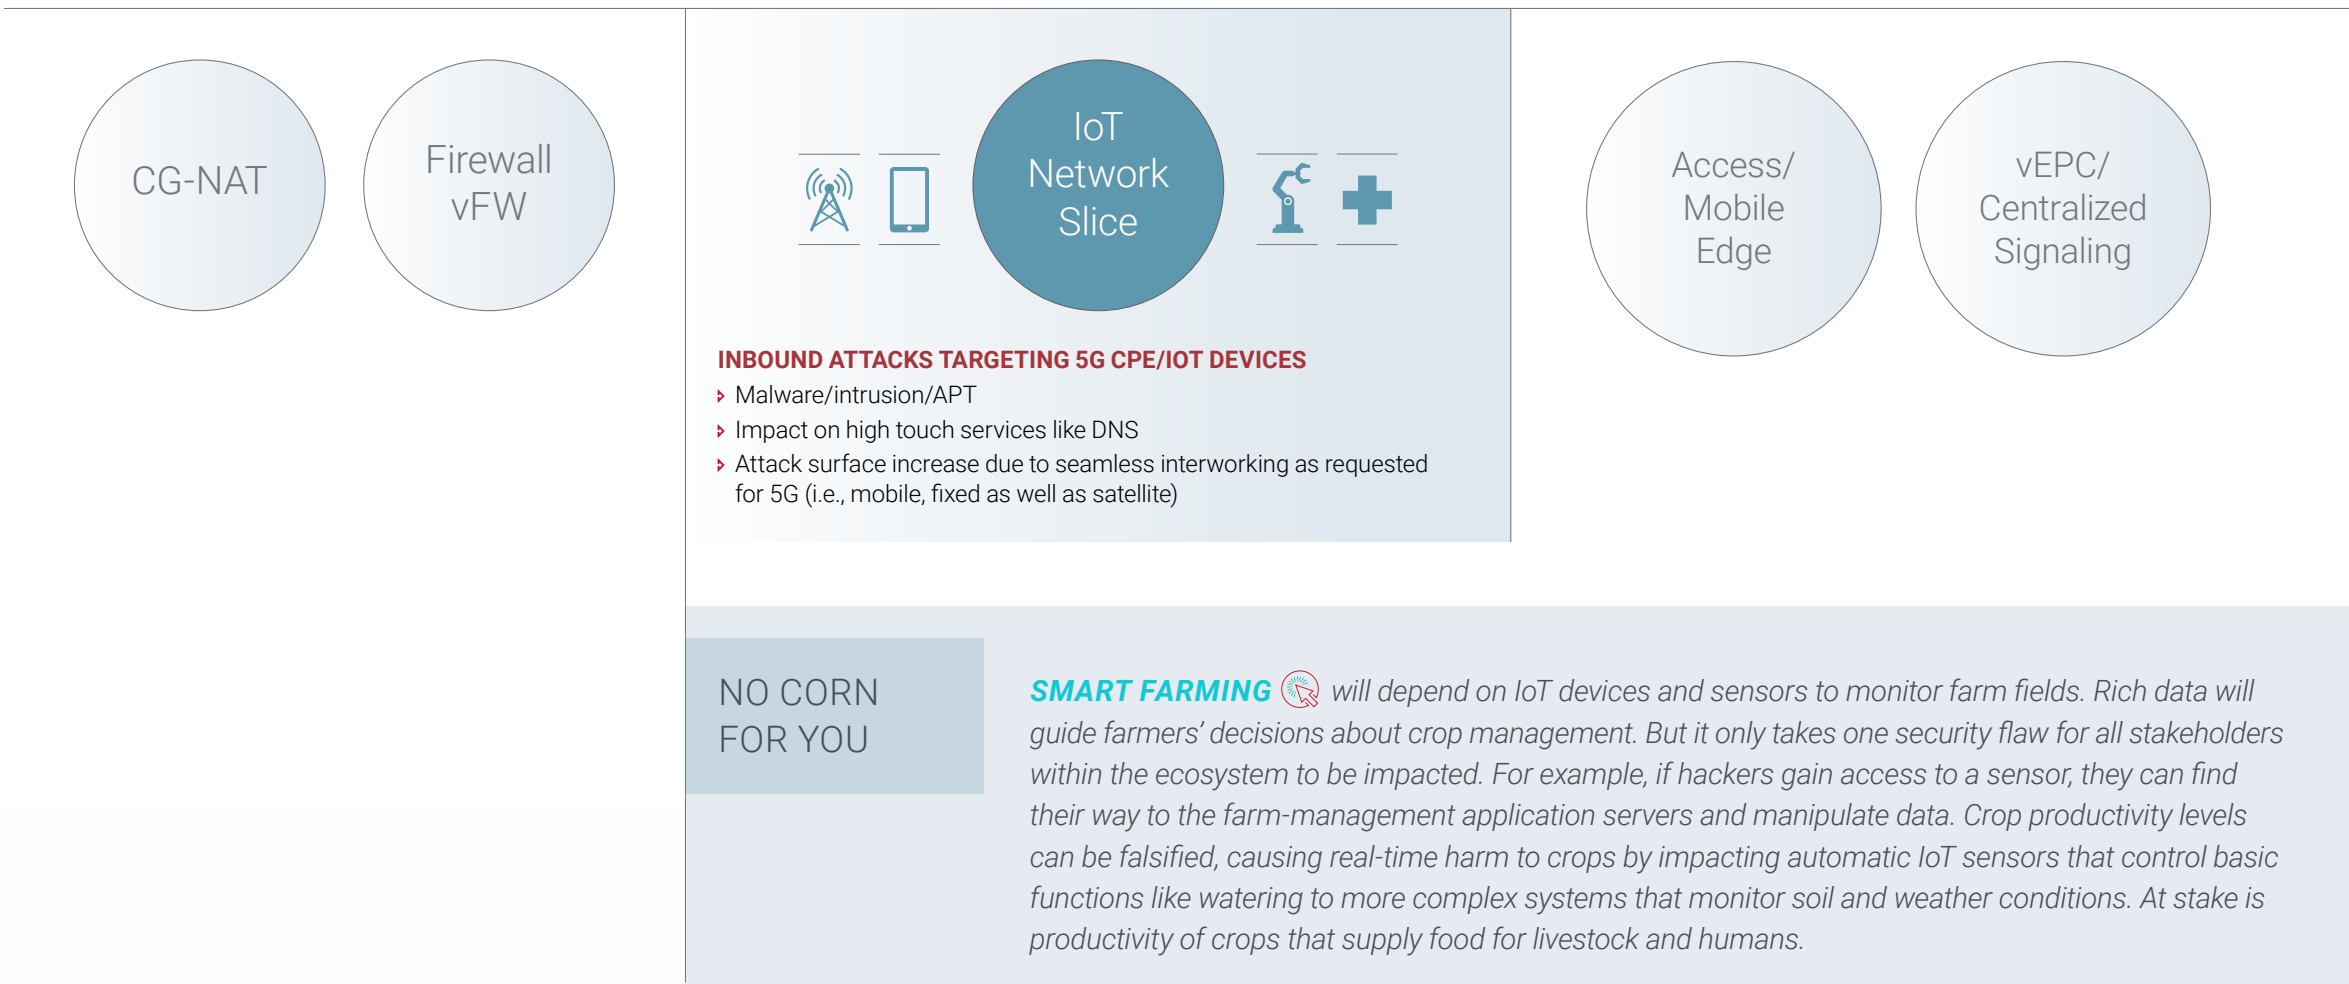 CG-NAT
Firewall
vFW
IoT
Network
Slice
Access/
Mobile
Edge
vEPC/
Centralized
Signaling
INBOUND ATTACKS TARGETING 5G CPE/IOT DEVICES
Malware/intrusion/APT
Impact on high touch services like DNS
Attack surface increase due to seamless interworking as requested
for 5G (i.e., mobile, fixed as well as satellite)
NO CORN
FOR YOU
SMART FARMING will depend on IoT devices and sensors to monitor farm fields. Rich data will
guide farmers’ decisions about crop management. But it only takes one security flaw for all stakeholders
within the ecosystem to be impacted. For example, if hackers gain access to a sensor, they can find
their way to the farm-management application servers and manipulate data. Crop productivity levels
can be falsified, causing real-time harm to crops by impacting automatic IoT sensors that control basic
functions like watering to more complex systems that monitor soil and weather conditions. At stake is
productivity of crops that supply food for livestock and humans.